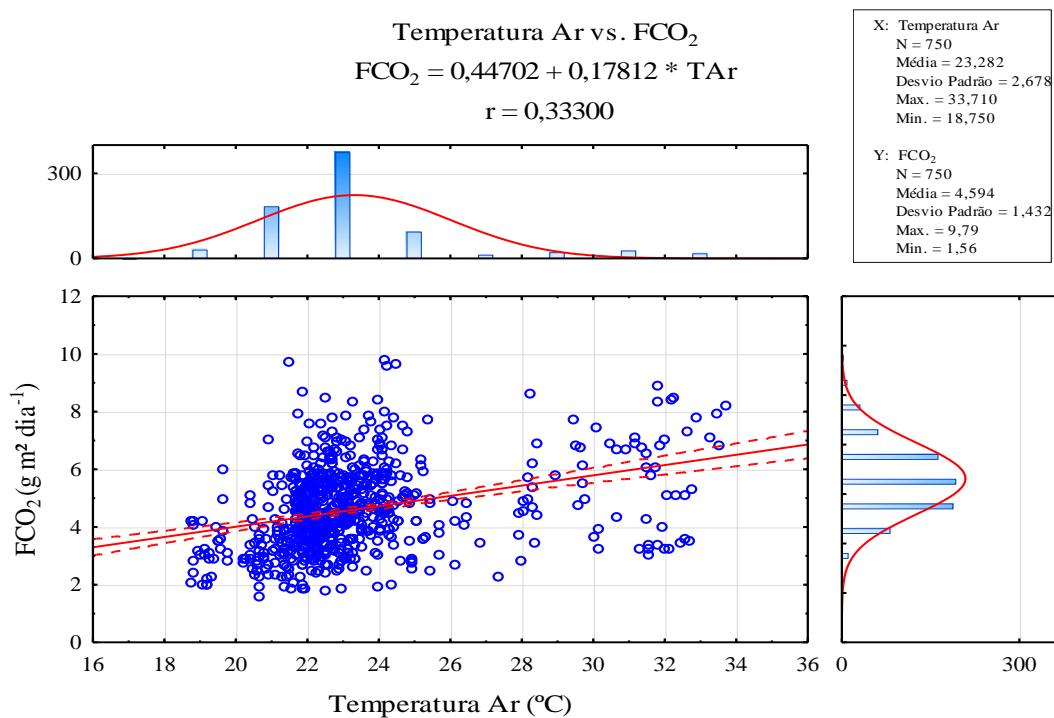 Temperatura Ar vs. FCO₂
FCO₂ = 0,44702 + 0,17812 * TAr
r = 0,33300
X: Temperatura Ar
N = 750
Média = 23,282
Desvio Padrão = 2,678
Max. = 33,710
Min. = 18,750
Y: FCO₂
N = 750
Média = 4,594
Desvio Padrão = 1,432
Max. = 9,79
Min. = 1,56
300
0
12
10
8
6
4
2
0
FCO₂ (g m² dia⁻¹)
16 18 20 22 24 26 28 30 32 34 36
Temperatura Ar (ºC)
0 300